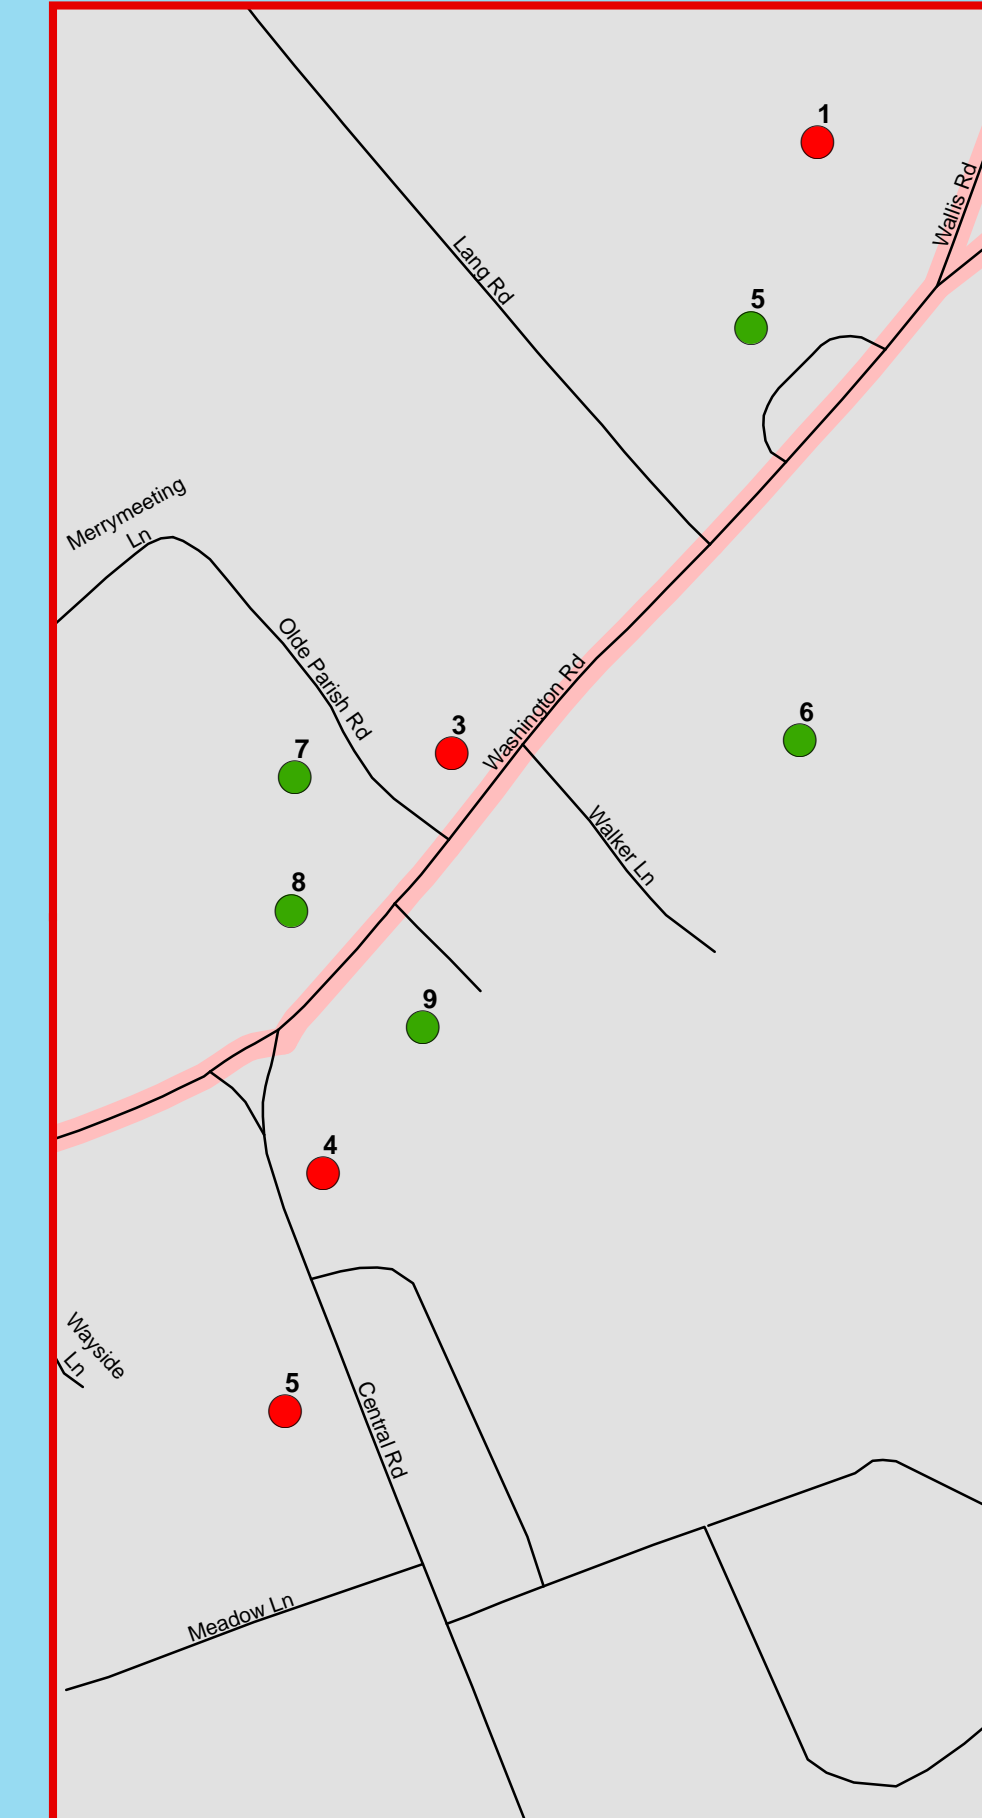 1
Wallis Rd
Lang Rd
5
Merrymeeting
Ln
Olde Parish Rd
Washington Rd
3
6
7
Walker Ln
8
9
4
Wayside
Ln
5
Central Rd
Meadow Ln